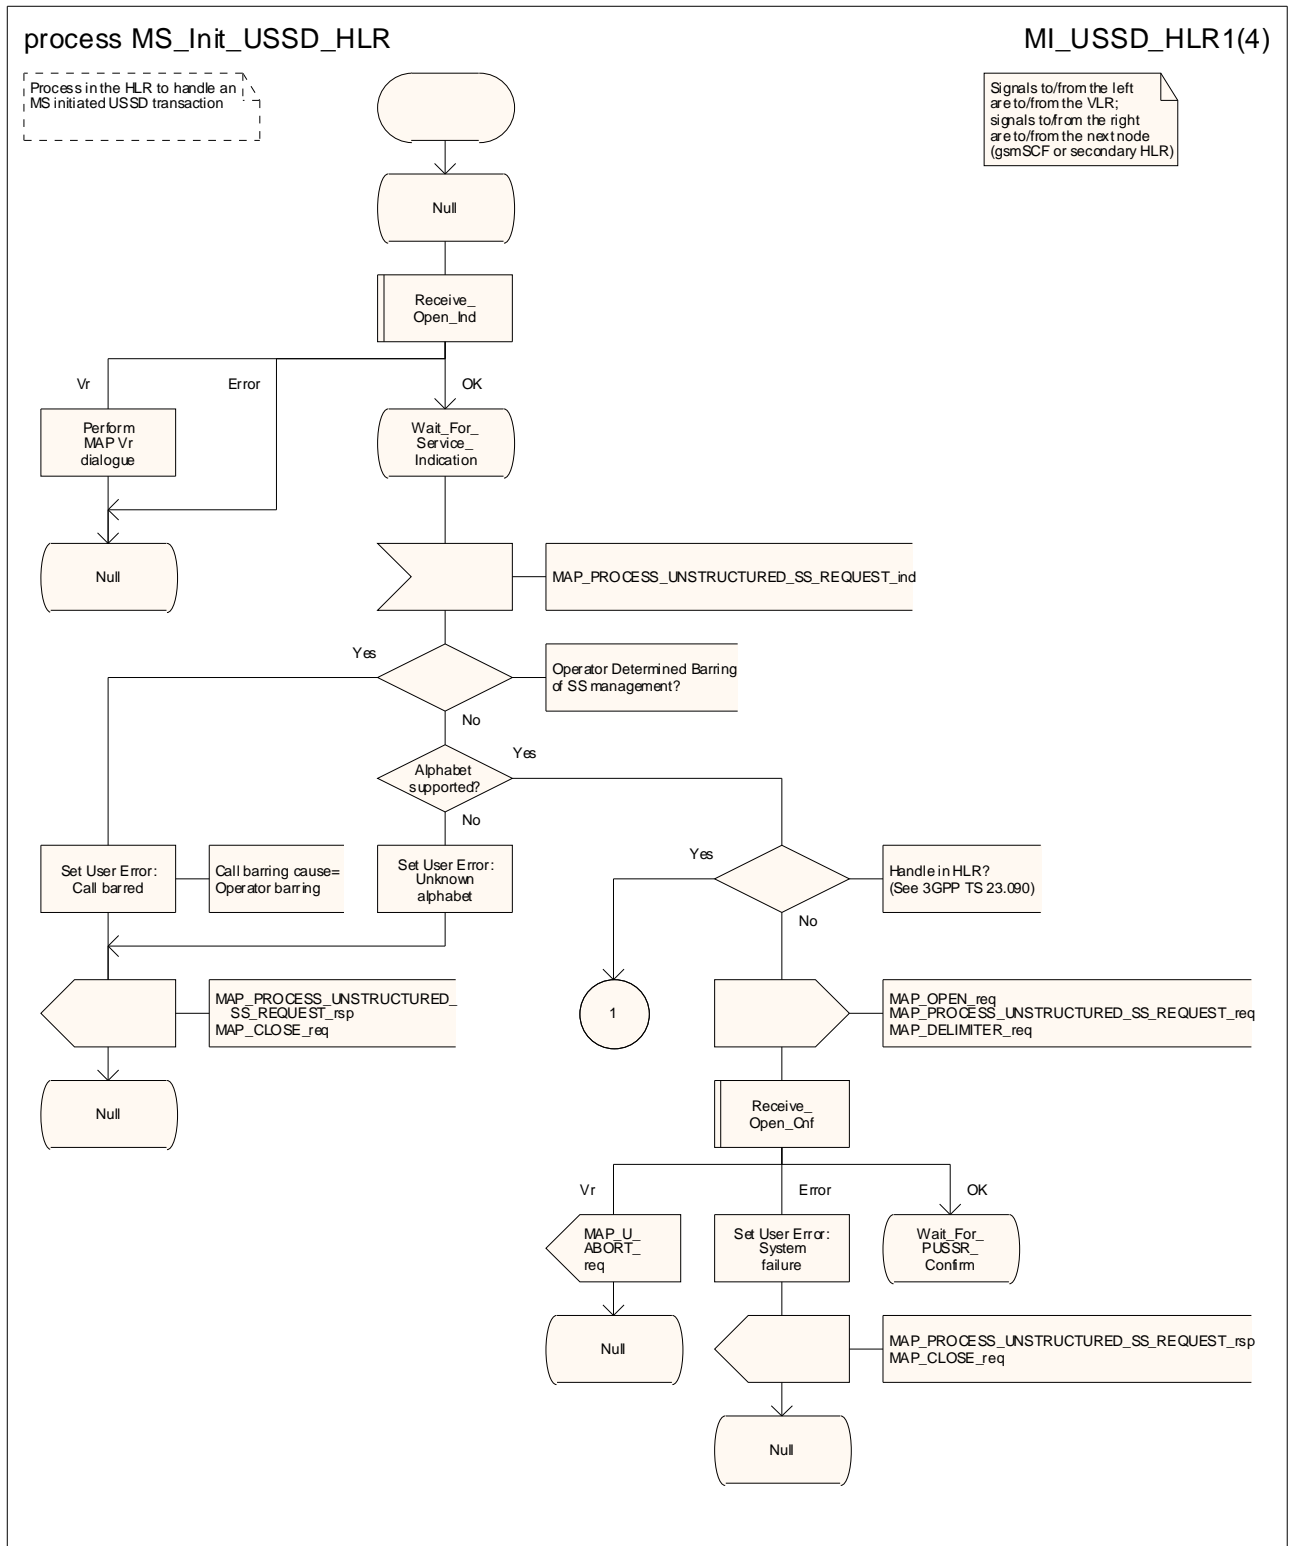 process MS_Init_USSD_HLR
MI_USSD_HLR1(4)
Process in the HLR to handle an
MS initiated USSD transaction
Signals to/from the left
are to/from the VLR;
signals to/from the right
are to/from the next node
(gsmSCF or secondary HLR)
Null
Receive_
Open_Ind
Vr
Error
OK
Perform
MAP Vr
dialogue
Wait_For_
Service_
Indication
Null
MAP_PROCESS_UNSTRUCTURED_SS_REQUEST_ind
Yes
Operator Determined Barring
of SS management?
No
Yes
Alphabet
supported?
No
Set User Error:
Call barred
Call barring cause=
Operator barring
Set User Error:
Unknown
alphabet
Yes
Handle in HLR?
(See 3GPP TS 23.090)
No
MAP_PROCESS_UNSTRUCTURED_
SS_REQUEST_rsp
MAP_CLOSE_req
1
MAP_OPEN_req
MAP_PROCESS_UNSTRUCTURED_SS_REQUEST_req
MAP_DELIMITER_req
Null
Receive_
Open_Cnf
Vr
Error
OK
MAP_U_
ABORT_
req
Set User Error:
System
failure
Wait_For_
PUSSR_
Confirm
Null
MAP_PROCESS_UNSTRUCTURED_SS_REQUEST_rsp
MAP_CLOSE_req
Null